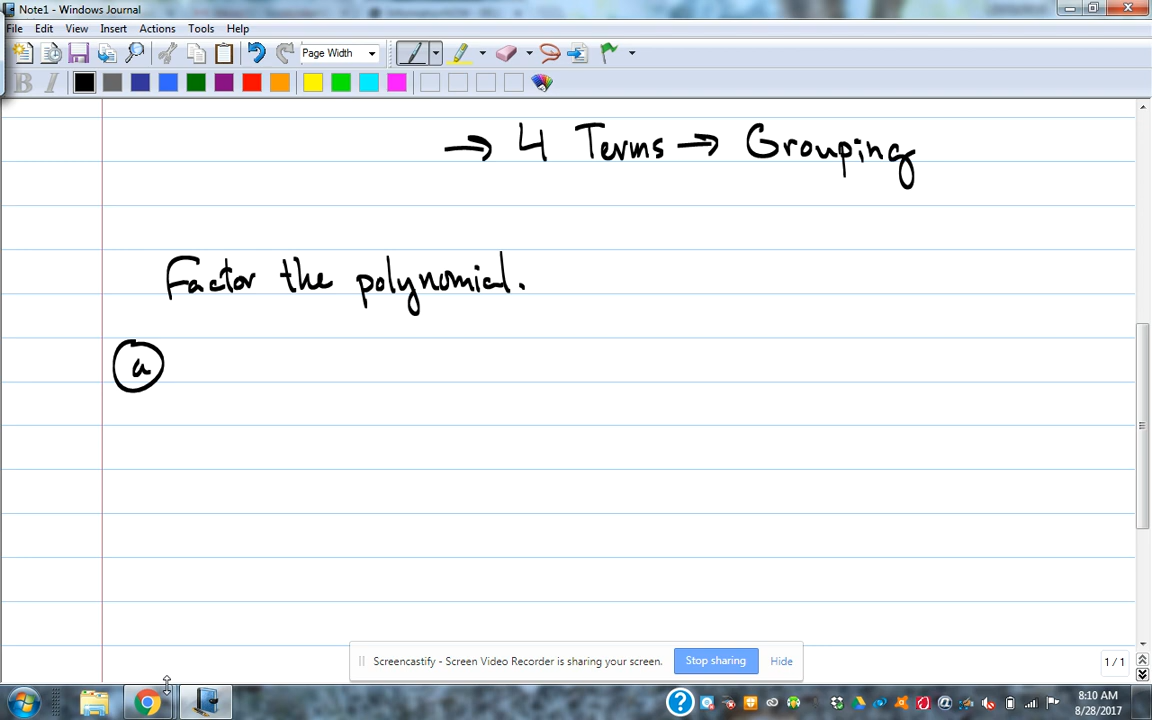 Note1 - Windows Journal
File Edit View Insert Actions Tools Help
Page Width
B I
→ 4 Terms → Grouping
Factor the polynomial.
a
Screencastify - Screen Video Recorder is sharing your screen. Stop sharing Hide
1 / 1
8:10 AM
8/28/2017